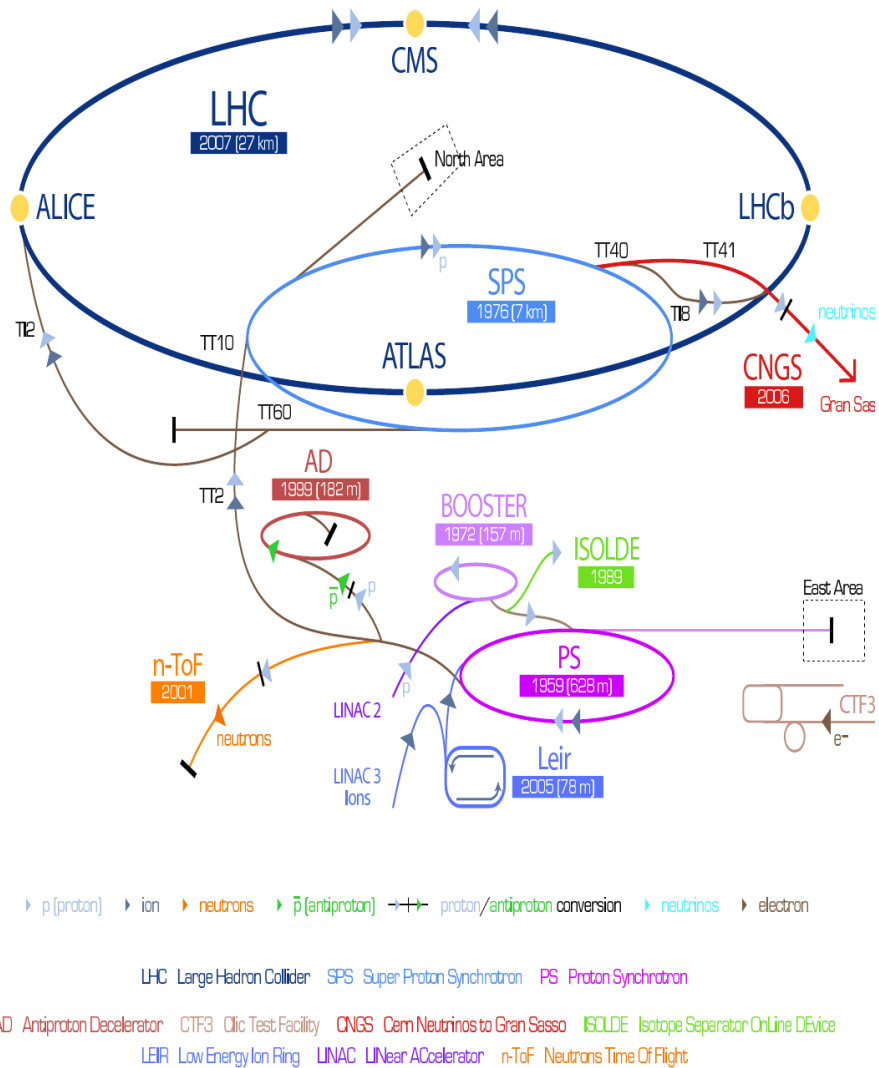 CMS
LHC
2007 (27 km)
North Area
ALICE
LHCb
TT40
TT41
p
SPS
1976 (7 km)
TI2
TI8
neutrinos
TT10
ATLAS
CNGS
2006
TT60
Gran Sass
AD
1999 (182 m)
TT2
BOOSTER
1972 (157 m)
ISOLDE
1989
p̅
p
East Area
n-ToF
2001
PS
1959 (628 m)
p
LINAC 2
neutrons
CTF3
e-
LINAC 3
Ions
Leir
2005 (78 m)
p (proton) ion neutrons p̅ (antiproton) proton/antiproton conversion neutrinos electron
LHC Large Hadron Collider SPS Super Proton Synchrotron PS Proton Synchrotron
AD Antiproton Decelerator CTF3 Clic Test Facility CNGS Cern Neutrinos to Gran Sasso ISOLDE Isotope Separator OnLine DEvice
LEIR Low Energy Ion Ring LINAC LINear ACcelerator n-ToF Neutrons Time Of Flight